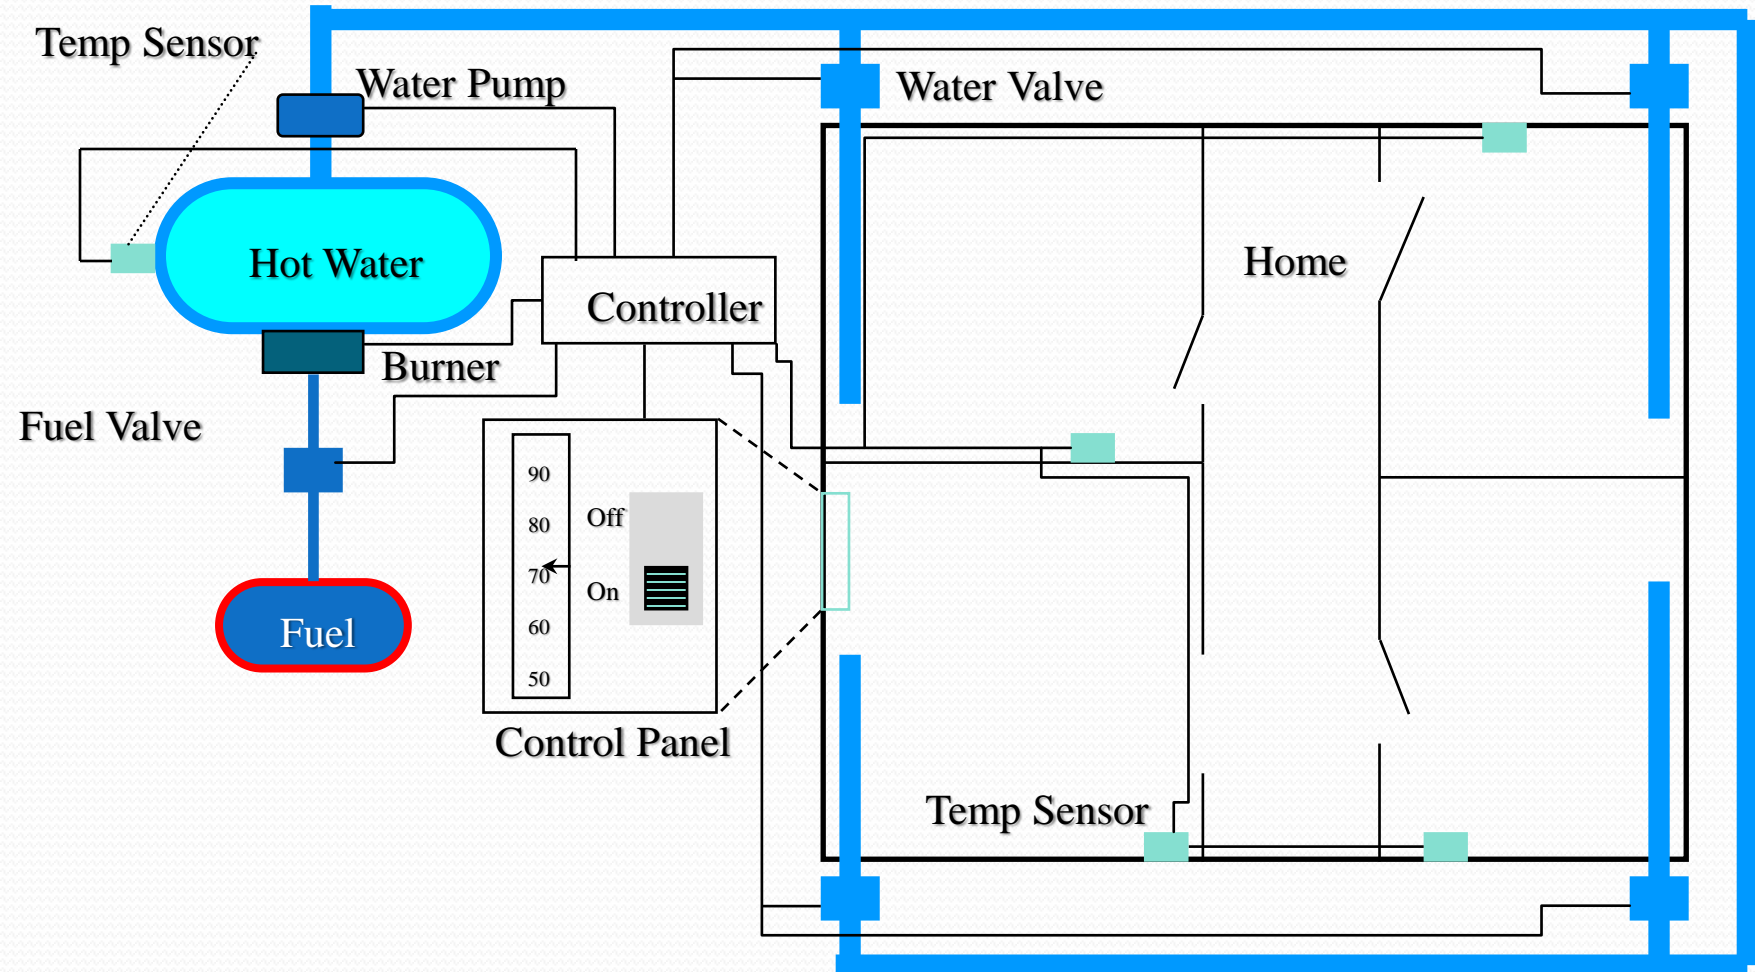 Temp Sensor
Water Pump
Water Valve
Hot Water
Home
Controller
Burner
Fuel Valve
90
80
70
60
50
Off
On
Fuel
Control Panel
Temp Sensor